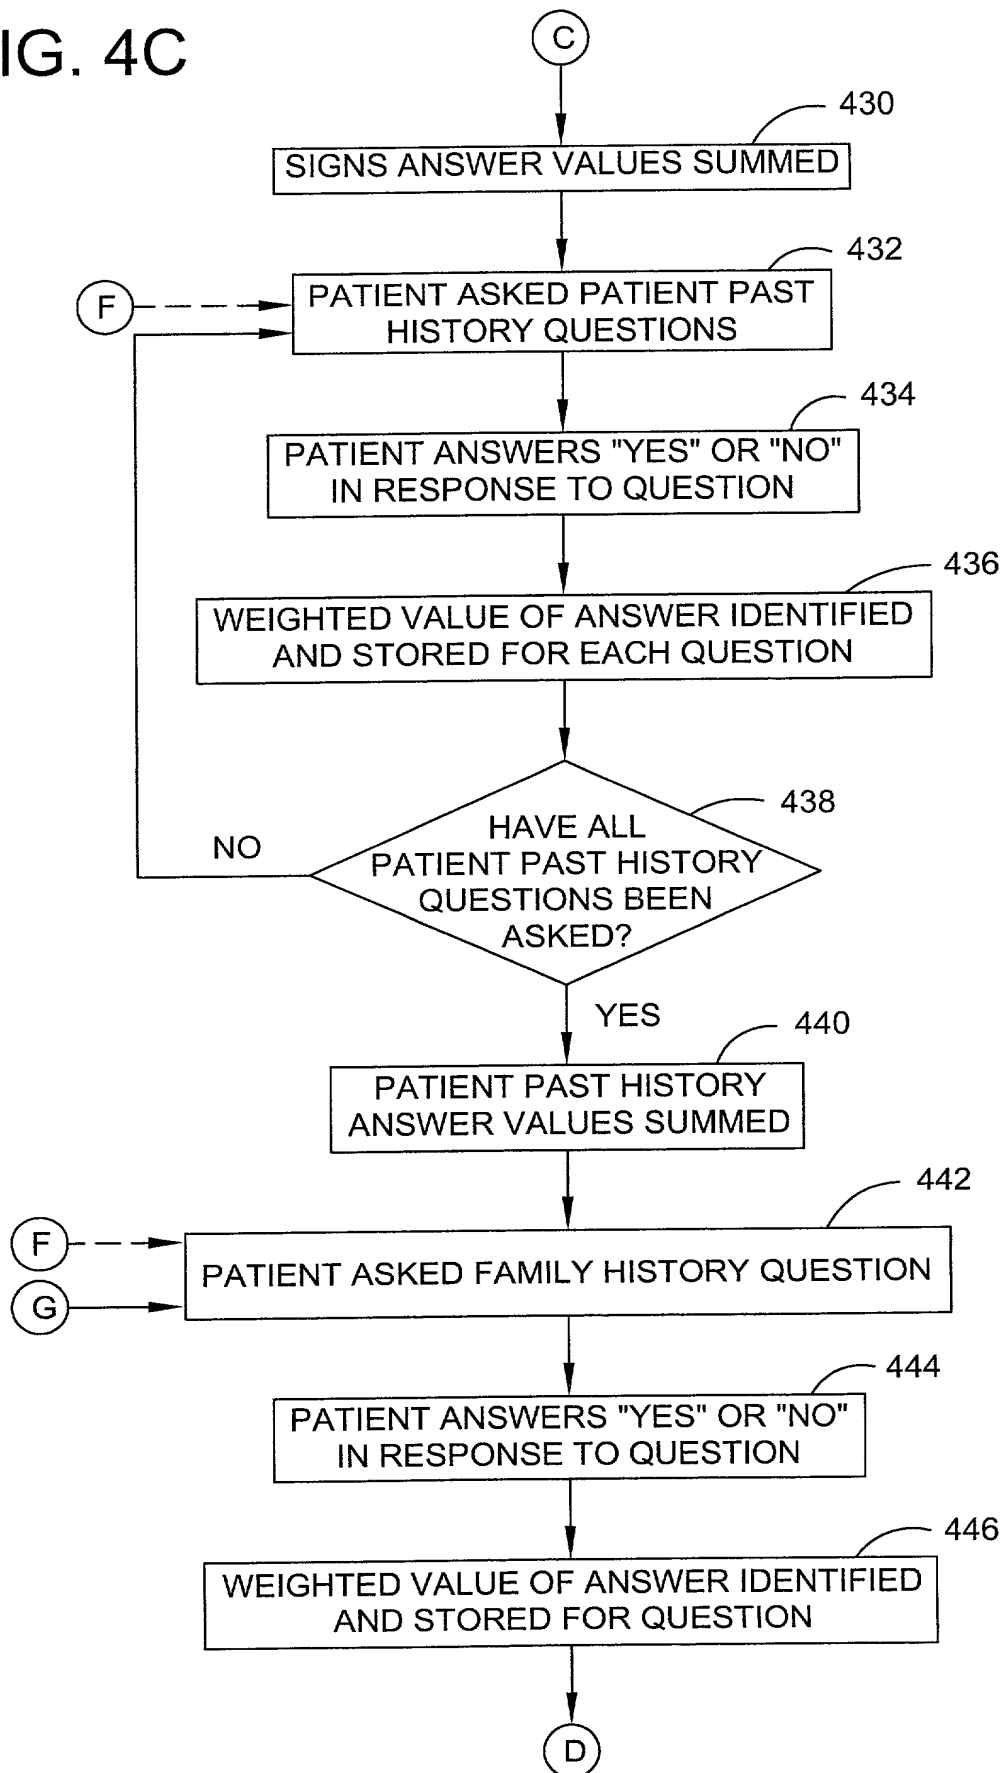 IG. 4C
C
430
SIGNS ANSWER VALUES SUMMED
432
F
PATIENT ASKED PATIENT PAST
HISTORY QUESTIONS
434
PATIENT ANSWERS "YES" OR "NO"
IN RESPONSE TO QUESTION
436
WEIGHTED VALUE OF ANSWER IDENTIFIED
AND STORED FOR EACH QUESTION
438
HAVE ALL
PATIENT PAST HISTORY
QUESTIONS BEEN
ASKED?
NO
YES
440
PATIENT PAST HISTORY
ANSWER VALUES SUMMED
442
F
G
PATIENT ASKED FAMILY HISTORY QUESTION
444
PATIENT ANSWERS "YES" OR "NO"
IN RESPONSE TO QUESTION
446
WEIGHTED VALUE OF ANSWER IDENTIFIED
AND STORED FOR QUESTION
D